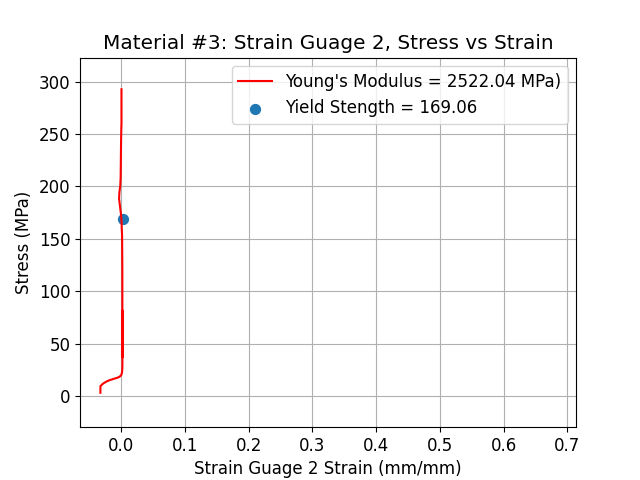 Material #3: Strain Guage 2, Stress vs Strain
Young's Modulus = 2522.04 MPa)
Yield Stength = 169.06
Stress (MPa)
300
250
200
150
100
50
0
0.0 0.1 0.2 0.3 0.4 0.5 0.6 0.7
Strain Guage 2 Strain (mm/mm)